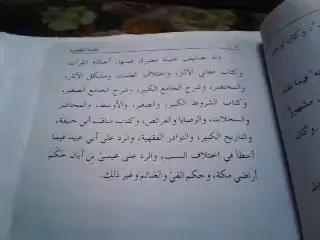 وله تصانيف جليلة معتبرة، فمنها: أحكام القرآن،
وكتاب معاني الآثار، واختلاف العلماء، ومشكل الآثار،
والمختصر، وشرح الجامع الكبير، وشرح الجامع الصغير،
وكتاب الشروط الكبير، والصغير، والأوسط، والمحاضر
والسجلات، والوصايا والفرائض، وكتاب مناقب أبي حنيفة،
والتاريخ الكبير، والنوادر الفقهية، والرد على أبي عبيد فيما
أخطأ في اختلاف النسب، والرد على عيسى بن أبان، حكم
أراضي مكة، وحكم الفيّ والغنائم وغير ذلك.